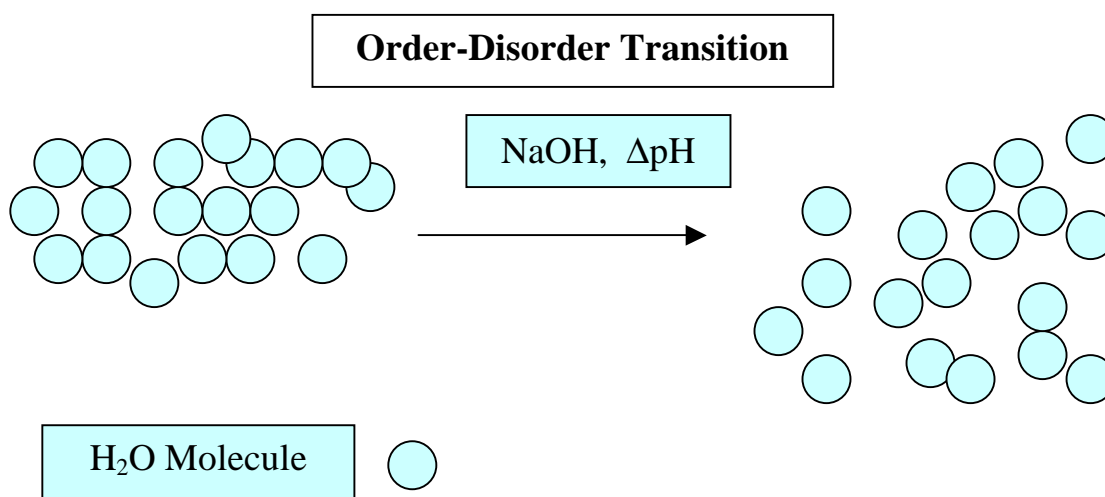 Order-Disorder Transition
NaOH, ΔpH
H₂O Molecule